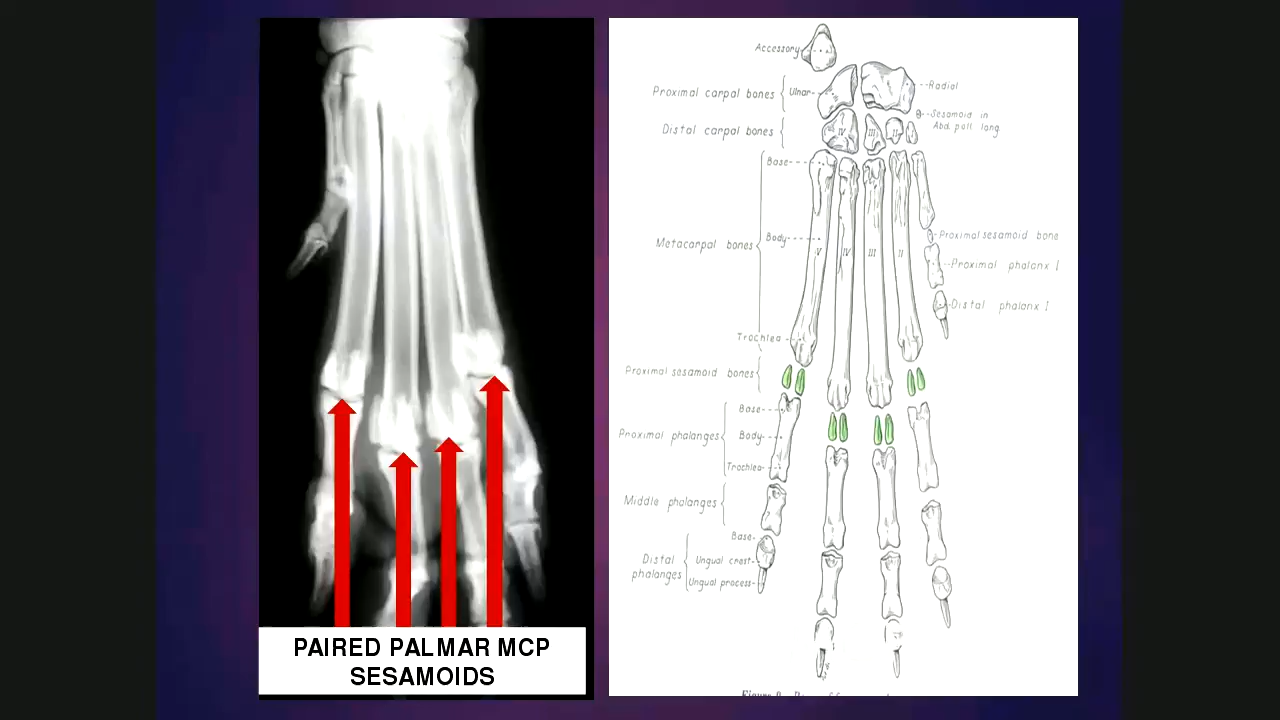 PAIRED PALMAR MCP
SESAMOIDS
Accessory
Proximal carpal bones
Ulnar
Radial
Sesamoid in
Abd. poll. long.
Distal carpal bones
IV
III
II
Base
Metacarpal bones
Body
V
IV
III
II
Proximal sesamoid bone
Proximal phalanx I
Distal phalanx I
Trochlea
Proximal sesamoid bones
Base
Proximal phalanges
Body
Trochlea
Middle phalanges
Base
Distal
phalanges
Ungual crest
Ungual process